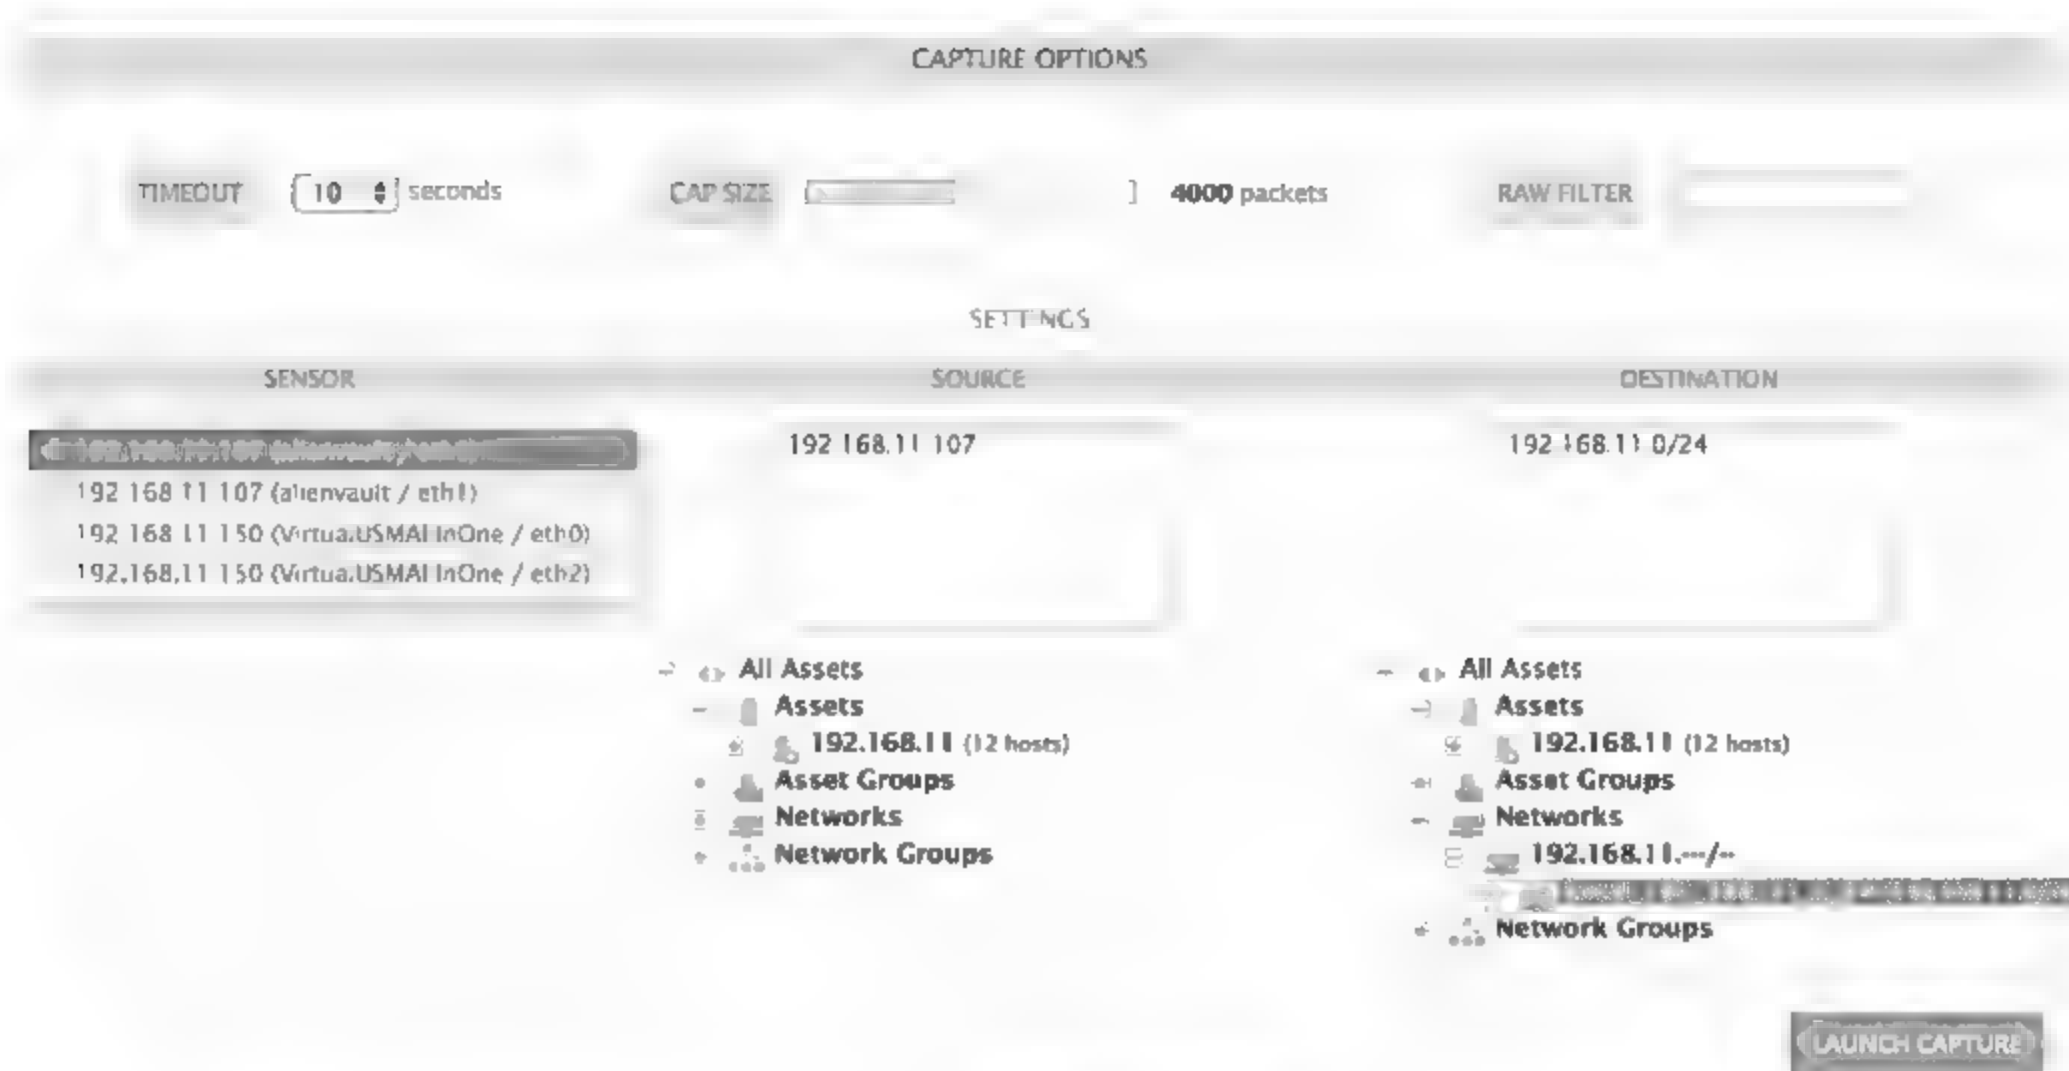 CAPTURE OPTIONS
TIMEOUT 10 seconds CAP SIZE 4000 packets RAW FILTER
SETTINGS
SENSOR SOURCE DESTINATION
192.168.11.107 192.168.11.0/24
192.168.11.107 (alienvault / eth1)
192.168.11.150 (VirtualUSMAllInOne / eth0)
192.168.11.150 (VirtualUSMAllInOne / eth2)
All Assets All Assets
Assets Assets
192.168.11 (12 hosts) 192.168.11 (12 hosts)
Asset Groups Asset Groups
Networks Networks
Network Groups 192.168.11.---/--
Network Groups
LAUNCH CAPTURE